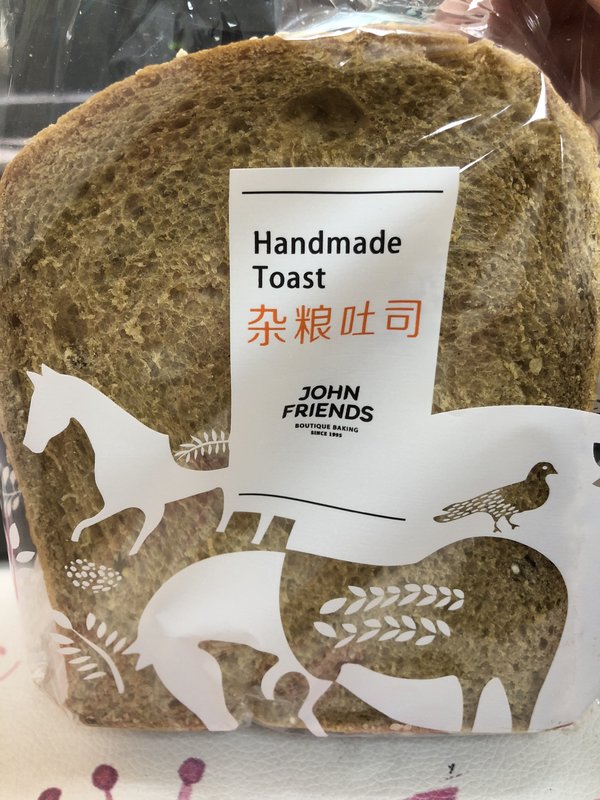 Handmade
Toast
杂粮吐司
JOHN
FRIENDS
BOUTIQUE BAKING
SINCE 1995